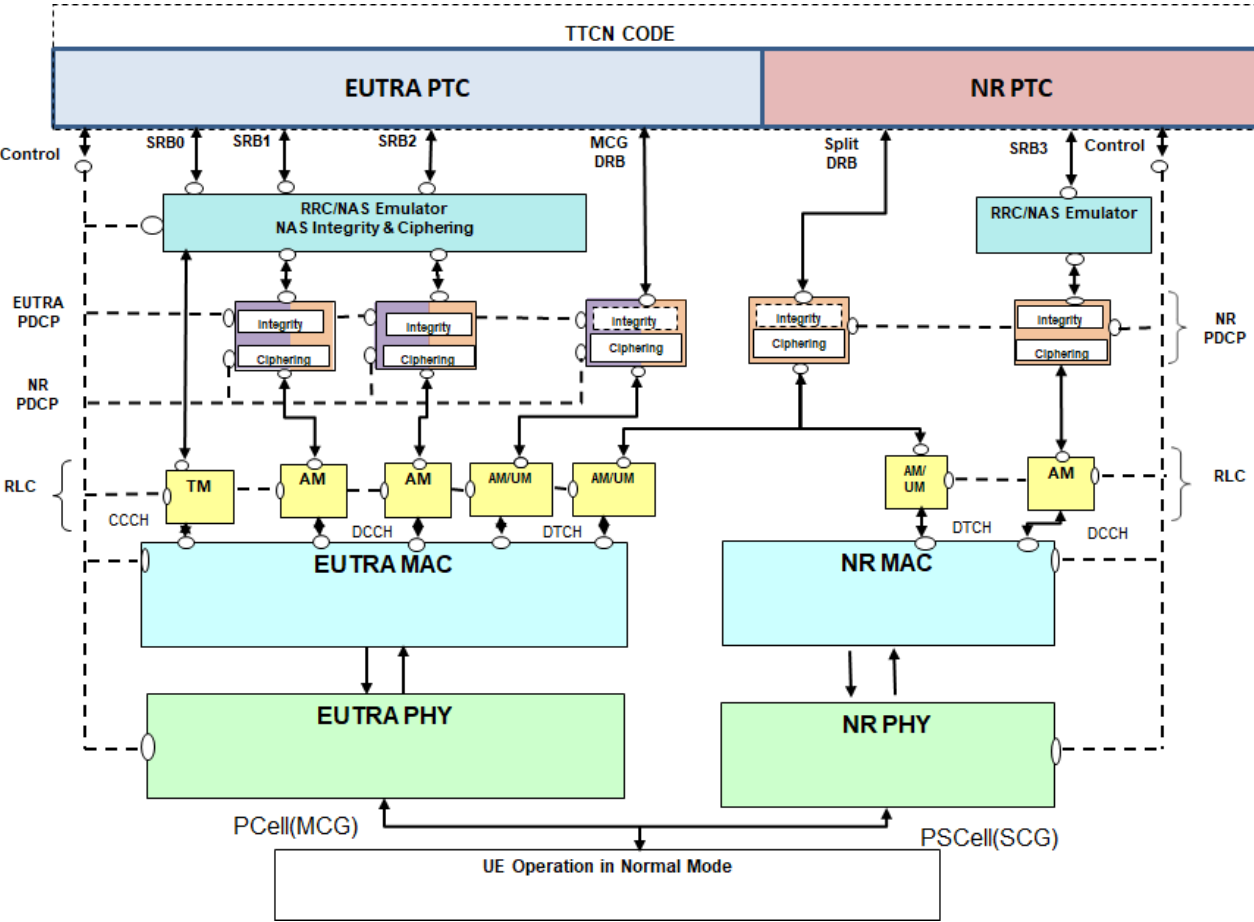 TTCN CODE
EUTRA PTC
NR PTC
Control
SRB0
SRB1
SRB2
MCG
DRB
Split
DRB
SRB3
Control
RRC/NAS Emulator
NAS Integrity & Ciphering
RRC/NAS Emulator
EUTRA
PDCP
Integrity
Ciphering
Integrity
Ciphering
Integrity
Ciphering
Integrity
Ciphering
Integrity
Ciphering
NR
PDCP
NR
PDCP
RLC
TM
AM
AM
AM/UM
AM/UM
AM/
UM
AM
RLC
CCCH
DCCH
DTCH
DTCH
DCCH
EUTRA MAC
NR MAC
EUTRA PHY
NR PHY
PCell(MCG)
PSCell(SCG)
UE Operation in Normal Mode